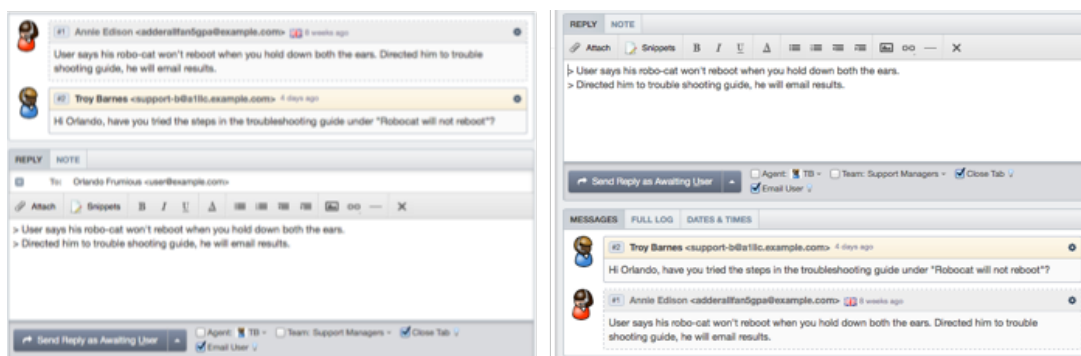 #1 Annie Edison <adderallfan5gpa@example.com> 6 weeks ago
User says his robo-cat won't reboot when you hold down both the ears. Directed him to trouble
shooting guide, he will email results.
#2 Troy Barnes <support-b@a1llc.example.com> 4 days ago
Hi Orlando, have you tried the steps in the troubleshooting guide under "Robocat will not reboot"?
REPLY NOTE
To: Orlando Frumious <user@example.com>
Attach Snippets B I U A X
> User says his robo-cat won't reboot when you hold down both the ears.
> Directed him to trouble shooting guide, he will email results.
Send Reply as Awaiting User Agent: TB Team: Support Managers Close Tab
Email User
REPLY NOTE
Attach Snippets B I U A X
> User says his robo-cat won't reboot when you hold down both the ears.
> Directed him to trouble shooting guide, he will email results.
Send Reply as Awaiting User Agent: TB Team: Support Managers Close Tab
Email User
MESSAGES FULL LOG DATES & TIMES
#2 Troy Barnes <support-b@a1llc.example.com> 4 days ago
Hi Orlando, have you tried the steps in the troubleshooting guide under "Robocat will not reboot"?
#1 Annie Edison <adderallfan5gpa@example.com> 6 weeks ago
User says his robo-cat won't reboot when you hold down both the ears. Directed him to trouble
shooting guide, he will email results.